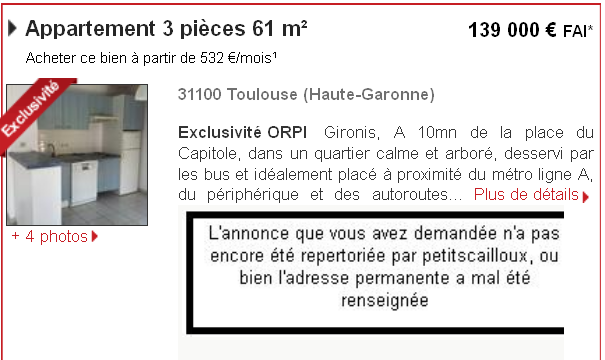 Appartement 3 pièces 61 m²
139 000 € FAI*
Acheter ce bien à partir de 532 €/mois¹
Exclusivité
31100 Toulouse (Haute-Garonne)
Exclusivité ORPI Gironis, A 10mn de la place du
Capitole, dans un quartier calme et arboré, desservi par
les bus et idéalement placé à proximité du métro ligne A,
du périphérique et des autoroutes... Plus de détails
+ 4 photos
L'annonce que vous avez demandée n'a pas
encore été repertoriée par petitscailloux, ou
bien l'adresse permanente a mal été
renseignée